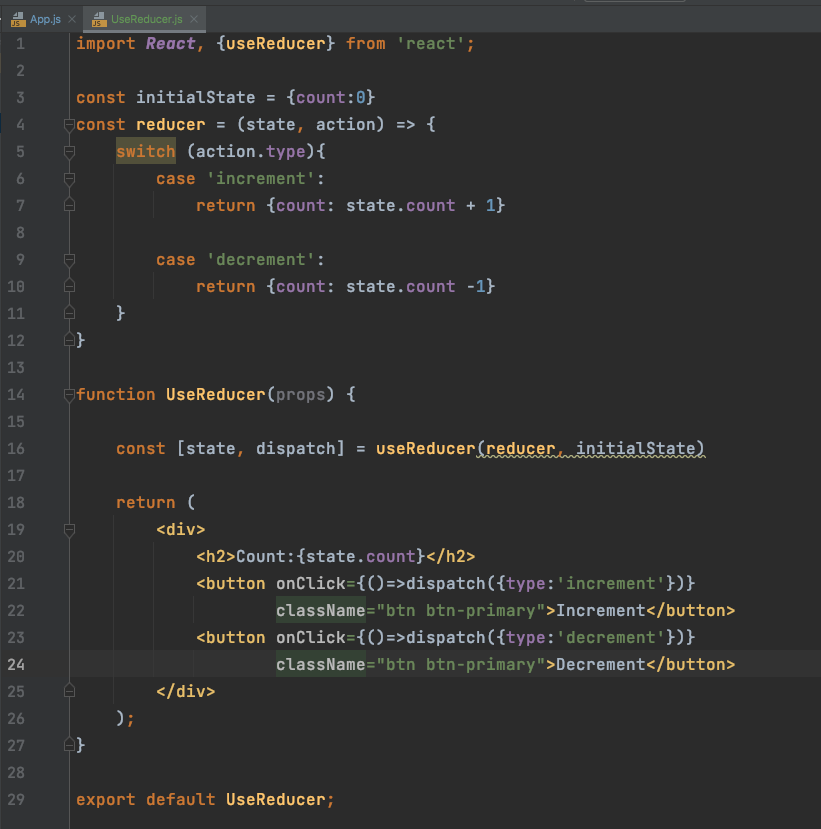 App.js
UseReducer.js
1 import React, {useReducer} from 'react';
2
3 const initialState = {count:0}
4 const reducer = (state, action) => {
5     switch (action.type){
6         case 'increment':
7             return {count: state.count + 1}
8
9         case 'decrement':
10             return {count: state.count -1}
11     }
12 }
13
14 function UseReducer(props) {
15
16     const [state, dispatch] = useReducer(reducer, initialState)
17
18     return (
19         <div>
20             <h2>Count:{state.count}</h2>
21             <button onClick={()=>dispatch({type:'increment'})}
22                     className="btn btn-primary">Increment</button>
23             <button onClick={()=>dispatch({type:'decrement'})}
24                     className="btn btn-primary">Decrement</button>
25         </div>
26     );
27 }
28
29 export default UseReducer;